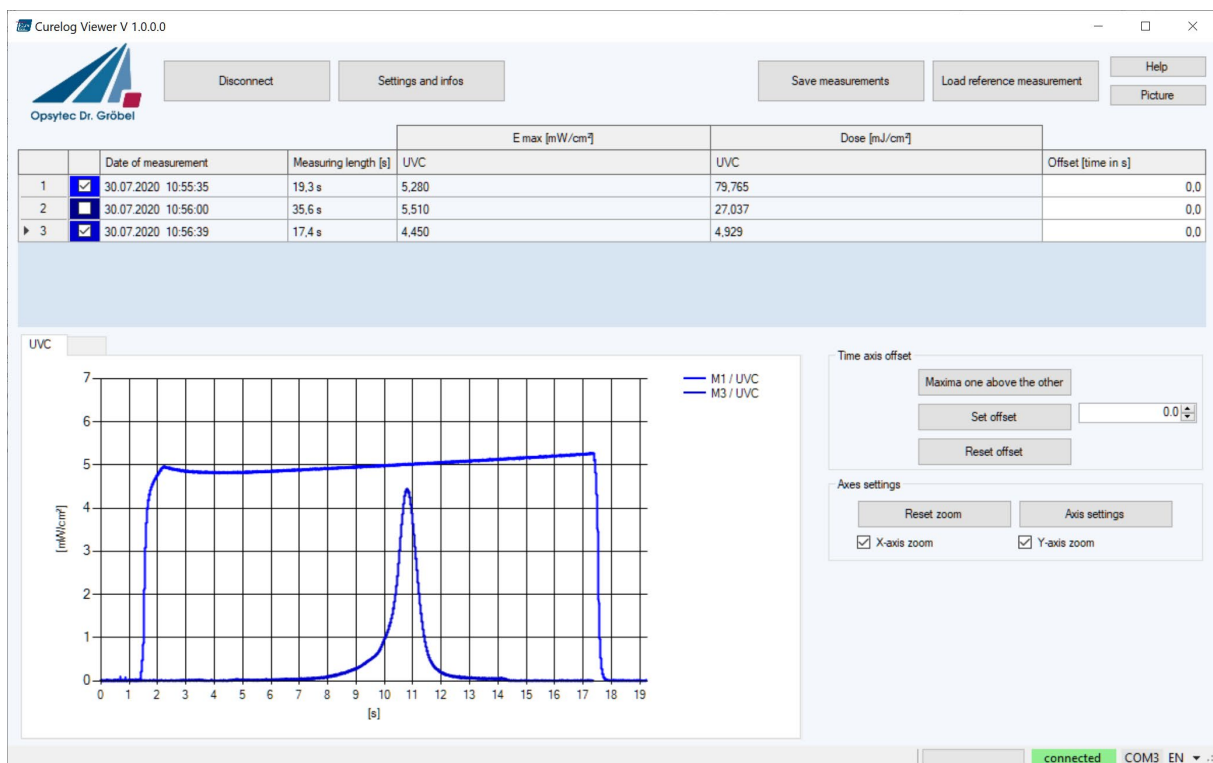 Curelog Viewer V 1.0.0.0
Opsytec Dr. Gröbel
Disconnect
Settings and infos
Save measurements
Load reference measurement
Help
Picture
E max [mW/cm²] Dose [mJ/cm²]
Date of measurement Measuring length [s] UVC UVC Offset [time in s]
1 30.07.2020 10:55:35 19,3 s 5,280 79,765 0,0
2 30.07.2020 10:56:00 35,6 s 5,510 27,037 0,0
3 30.07.2020 10:56:39 17,4 s 4,450 4,929 0,0
UVC
7
6
5
4
3
2
1
0
[mW/cm²]
0 1 2 3 4 5 6 7 8 9 10 11 12 13 14 15 16 17 18 19
[s]
M1 / UVC
M3 / UVC
Time axis offset
Maxima one above the other
Set offset 0.0
Reset offset
Axes settings
Reset zoom Axis settings
X-axis zoom Y-axis zoom
connected COM3 EN